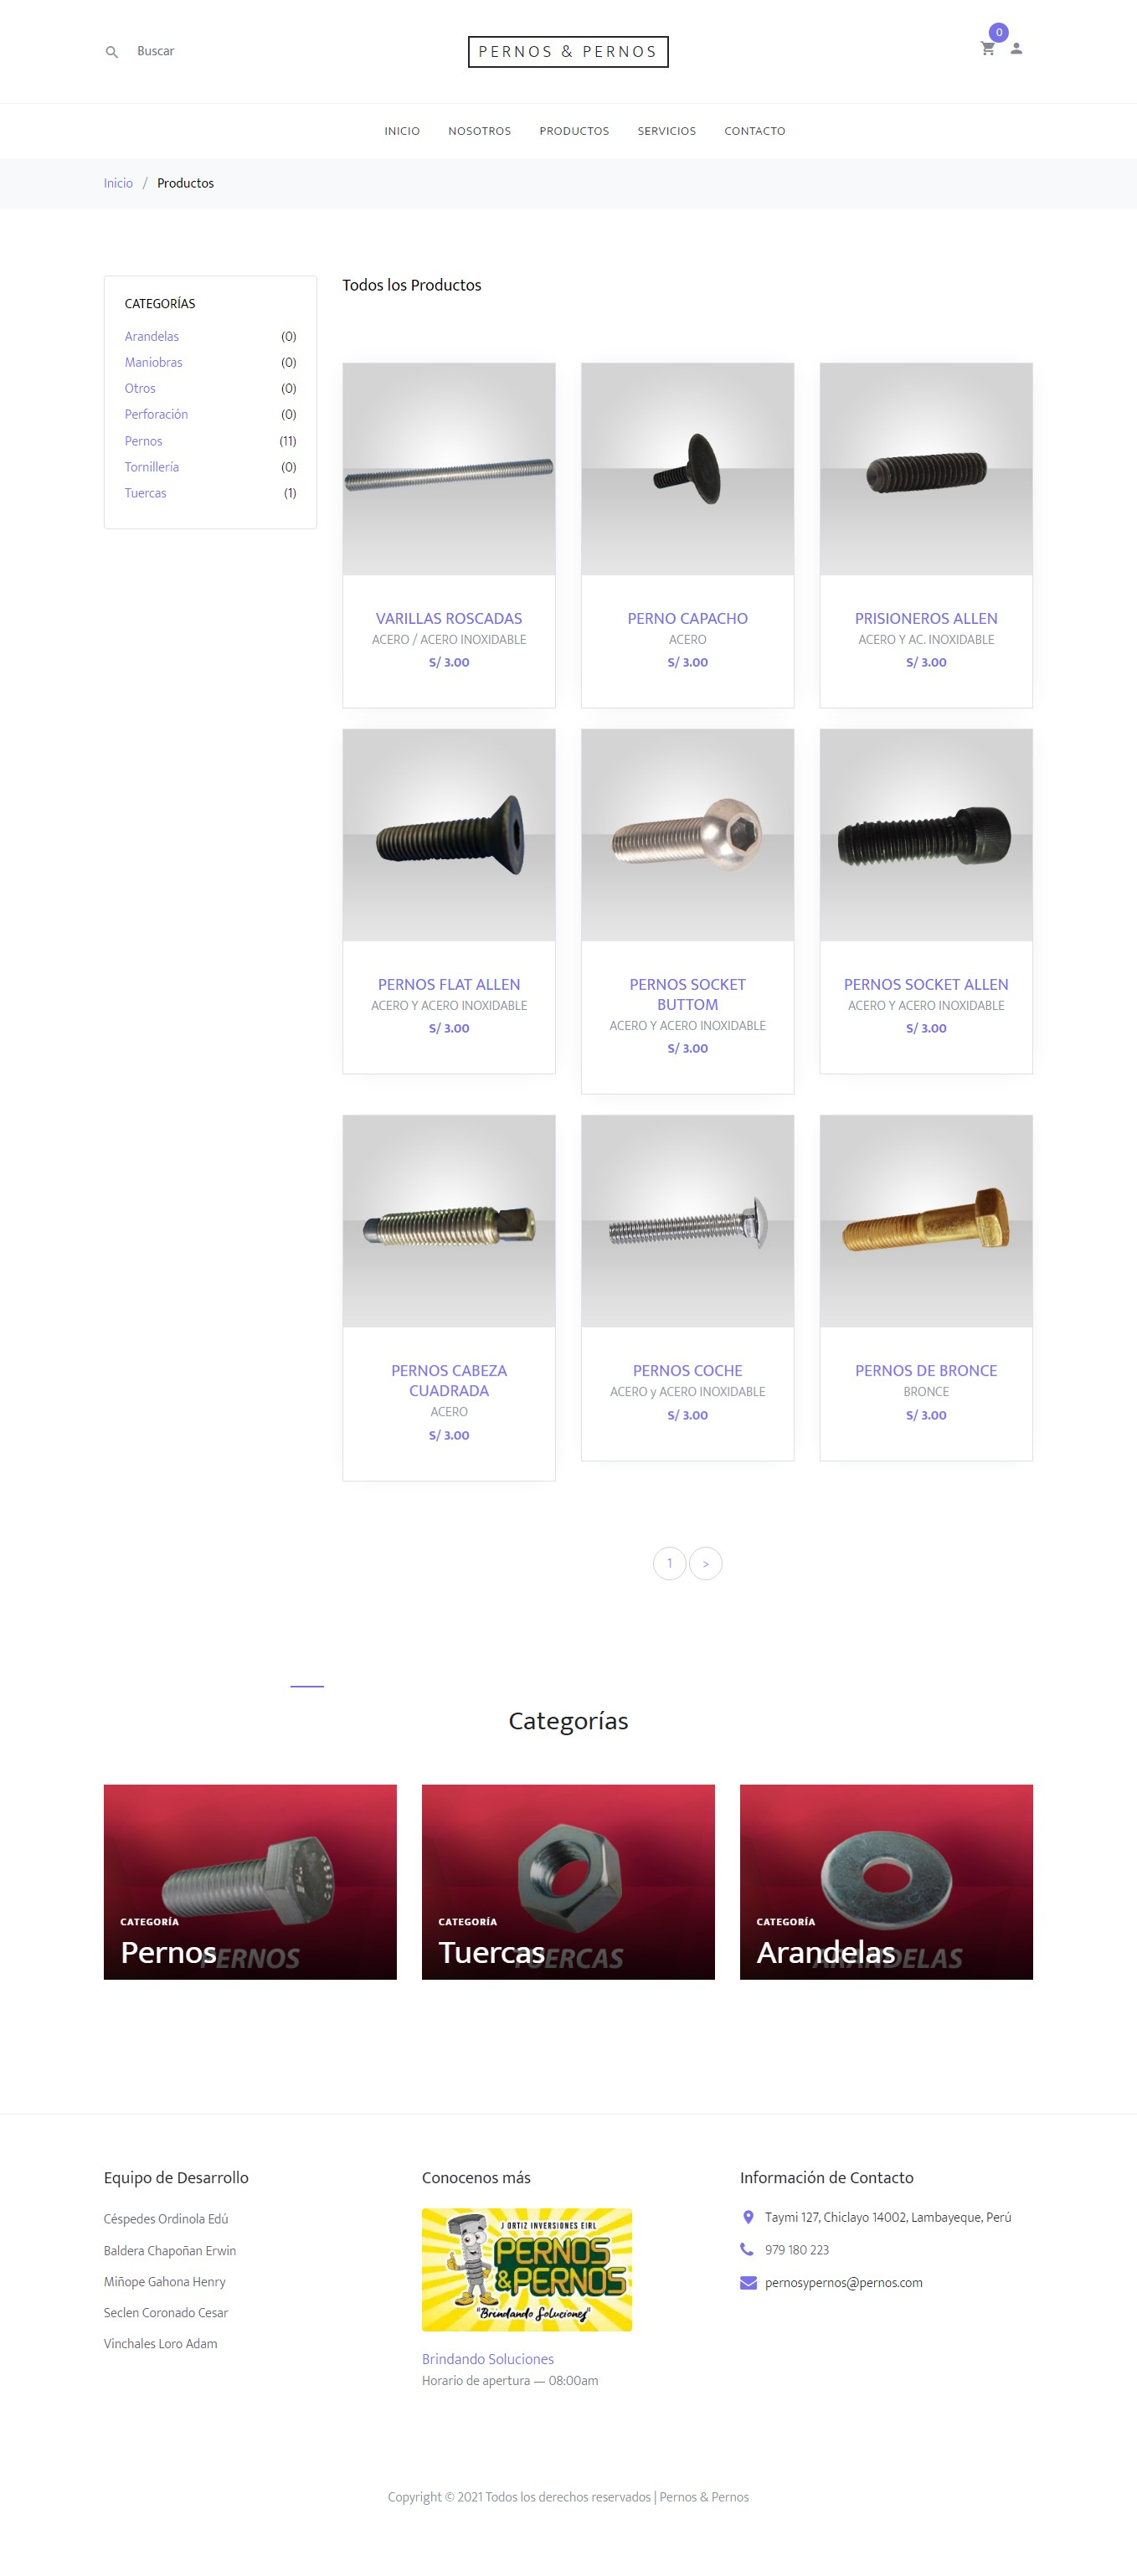 Buscar
PERNOS & PERNOS
0
INICIO NOSOTROS PRODUCTOS SERVICIOS CONTACTO
Inicio / Productos
CATEGORÍAS
Arandelas (0)
Maniobras (0)
Otros (0)
Perforación (0)
Pernos (11)
Tornillería (0)
Tuercas (1)
Todos los Productos
VARILLAS ROSCADAS
ACERO / ACERO INOXIDABLE
S/ 3.00
PERNO CAPACHO
ACERO
S/ 3.00
PRISIONEROS ALLEN
ACERO Y AC. INOXIDABLE
S/ 3.00
PERNOS FLAT ALLEN
ACERO Y ACERO INOXIDABLE
S/ 3.00
PERNOS SOCKET
BUTTOM
ACERO Y ACERO INOXIDABLE
S/ 3.00
PERNOS SOCKET ALLEN
ACERO Y ACERO INOXIDABLE
S/ 3.00
PERNOS CABEZA
CUADRADA
ACERO
S/ 3.00
PERNOS COCHE
ACERO y ACERO INOXIDABLE
S/ 3.00
PERNOS DE BRONCE
BRONCE
S/ 3.00
1 >
Categorías
CATEGORÍA
Pernos
PERNOS
CATEGORÍA
Tuercas
TUERCAS
CATEGORÍA
Arandelas
ARANDELAS
Equipo de Desarrollo
Céspedes Ordinola Edú
Baldera Chapoñan Erwin
Miñope Gahona Henry
Seclen Coronado Cesar
Vinchales Loro Adam
Conocenos más
J ORTIZ INVERSIONES EIRL
PERNOS
&PERNOS
"Brindando Soluciones"
Brindando Soluciones
Horario de apertura — 08:00am
Información de Contacto
Taymi 127, Chiclayo 14002, Lambayeque, Perú
979 180 223
pernosypernos@pernos.com
Copyright © 2021 Todos los derechos reservados | Pernos & Pernos